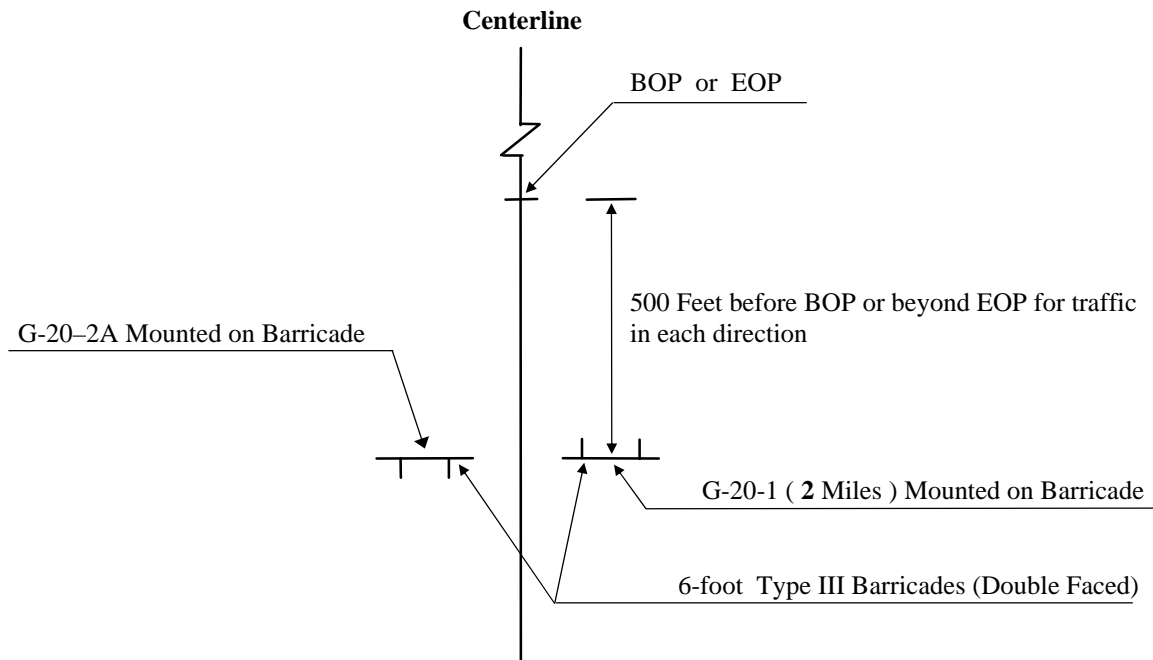 Centerline
BOP or EOP
500 Feet before BOP or beyond EOP for traffic
in each direction
G-20–2A Mounted on Barricade
G-20-1 ( 2 Miles ) Mounted on Barricade
6-foot Type III Barricades (Double Faced)